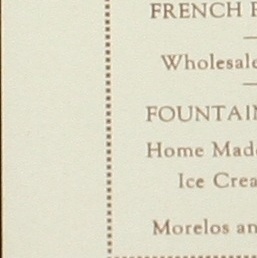 FRENCH P
Wholesale
FOUNTAIN
Home Made
Ice Crea
Morelos an